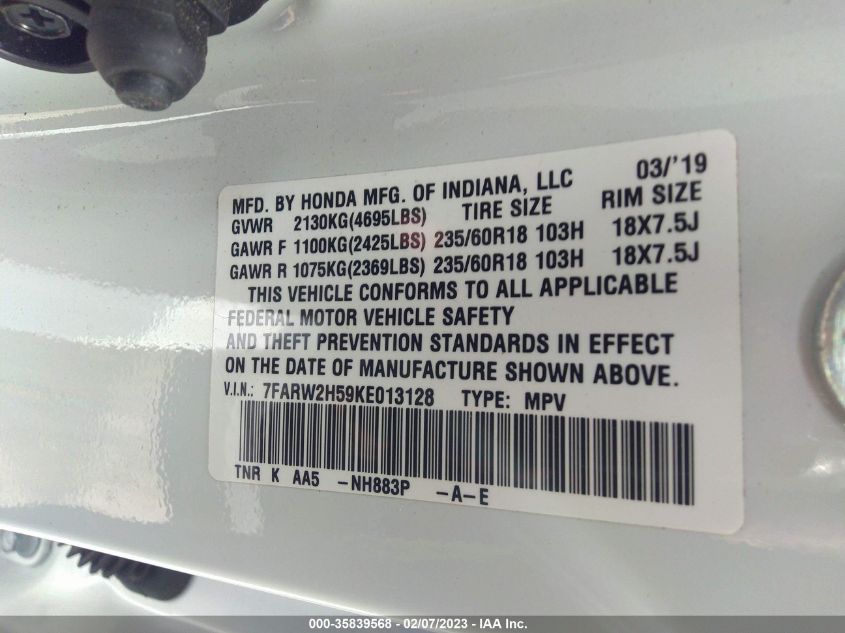 MFD. BY HONDA MFG. OF INDIANA, LLC 03/'19
GVWR 2130KG(4695LBS) TIRE SIZE RIM SIZE
GAWR F 1100KG(2425LBS) 235/60R18 103H 18X7.5J
GAWR R 1075KG(2369LBS) 235/60R18 103H 18X7.5J
THIS VEHICLE CONFORMS TO ALL APPLICABLE
FEDERAL MOTOR VEHICLE SAFETY
AND THEFT PREVENTION STANDARDS IN EFFECT
ON THE DATE OF MANUFACTURE SHOWN ABOVE.
V.I.N.: 7FARW2H59KE013128 TYPE: MPV
TNR K AA5 -NH883P -A-E
000-35839568 - 02/07/2023 - IAA Inc.